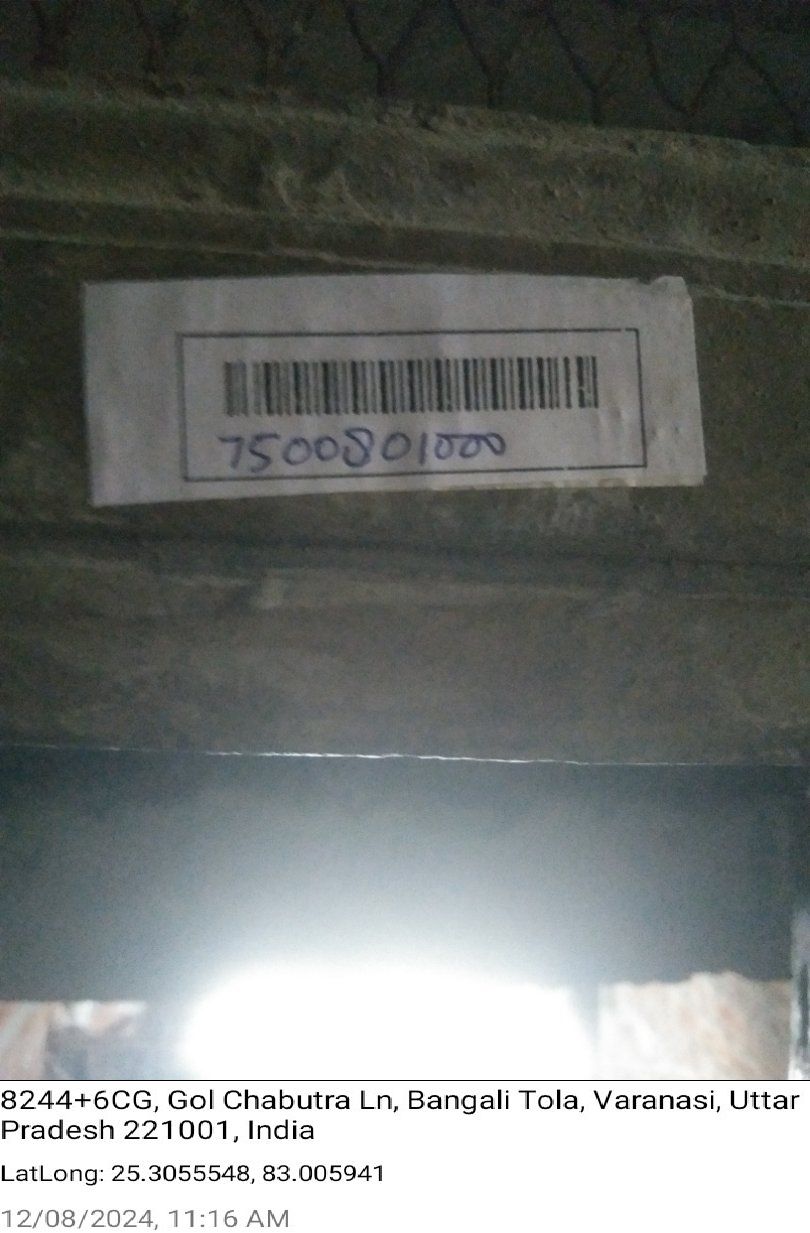 7500801000
8244+6CG, Gol Chabutra Ln, Bangali Tola, Varanasi, Uttar
Pradesh 221001, India
LatLong: 25.3055548, 83.005941
12/08/2024, 11:16 AM